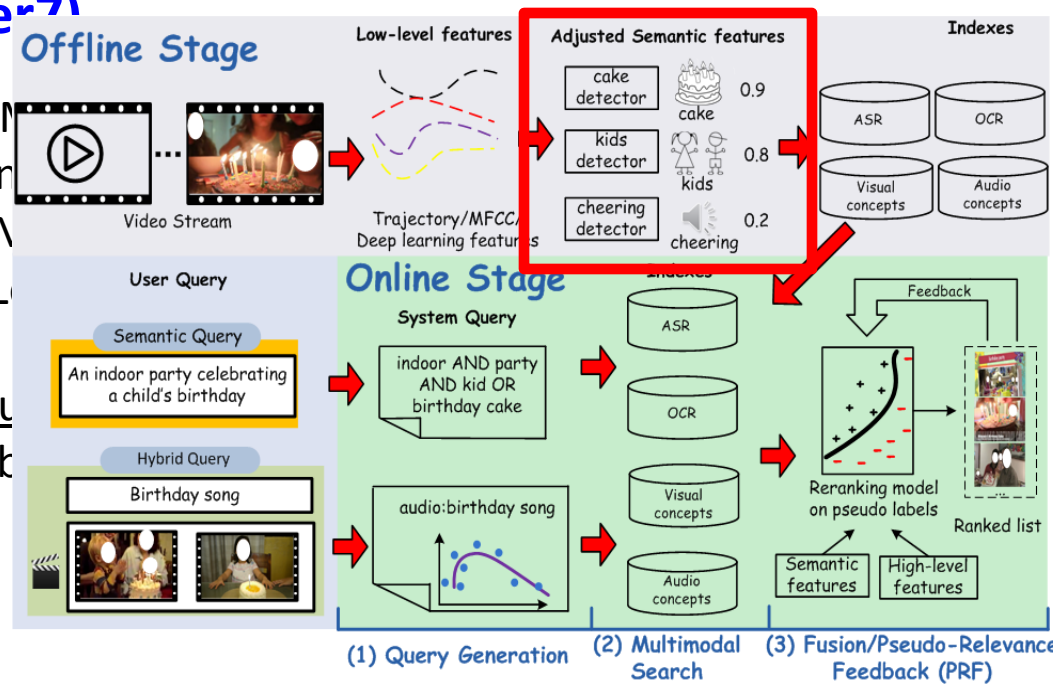 er7)
Offline Stage
Low-level features
Adjusted Semantic features
Indexes
Video Stream
Trajectory/MFCC/
Deep learning features
cake
detector
cake
0.9
kids
detector
kids
0.8
cheering
detector
cheering
0.2
ASR
OCR
Visual
concepts
Audio
concepts
User Query
Semantic Query
An indoor party celebrating
a child's birthday
Hybrid Query
Birthday song
Online Stage
System Query
indoor AND party
AND kid OR
birthday cake
audio:birthday song
Indexes
ASR
OCR
Visual
concepts
Audio
concepts
Feedback
Reranking model
on pseudo labels
Ranked list
...
Semantic
features
High-level
features
(1) Query Generation
(2) Multimodal
Search
(3) Fusion/Pseudo-Relevance
Feedback (PRF)